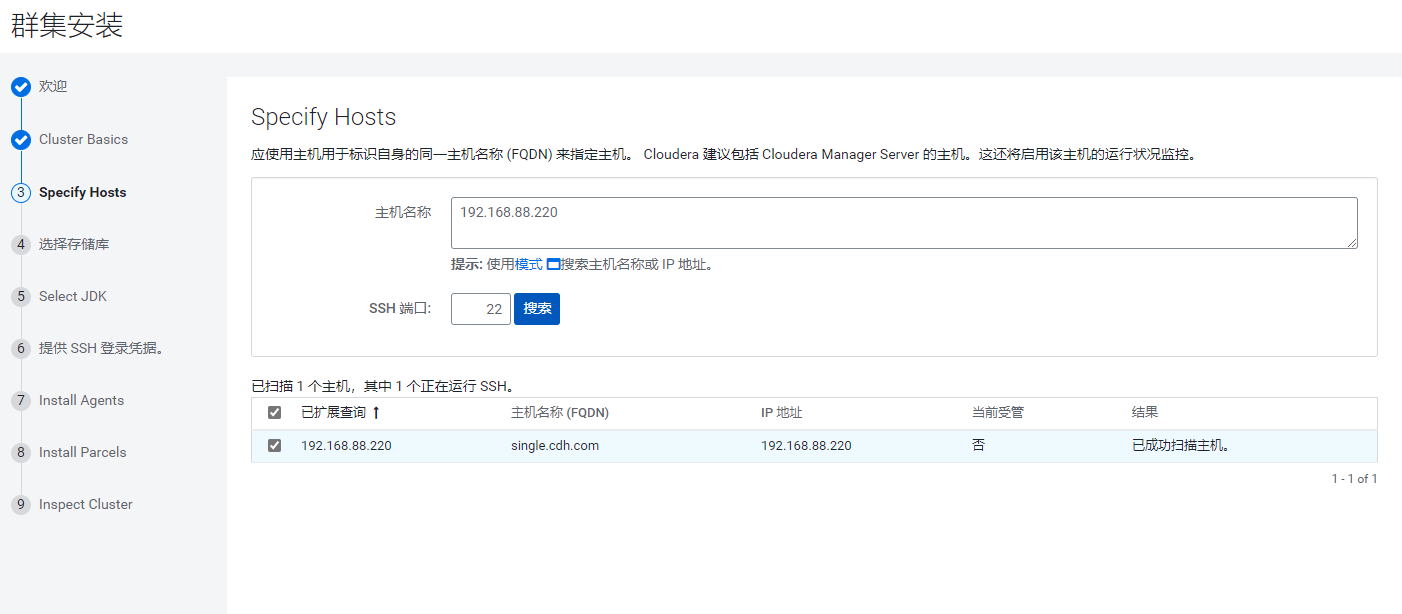 群集安装
欢迎
Cluster Basics
3 Specify Hosts
4 选择存储库
5 Select JDK
6 提供 SSH 登录凭据。
7 Install Agents
8 Install Parcels
9 Inspect Cluster
Specify Hosts
应使用主机用于标识自身的同一主机名称 (FQDN) 来指定主机。 Cloudera 建议包括 Cloudera Manager Server 的主机。这还将启用该主机的运行状况监控。
主机名称 192.168.88.220
提示: 使用模式 搜索主机名称或 IP 地址。
SSH 端口: 22 搜索
已扫描 1 个主机，其中 1 个正在运行 SSH。
已扩展查询 ↑ 主机名称 (FQDN) IP 地址 当前受管 结果
192.168.88.220 single.cdh.com 192.168.88.220 否 已成功扫描主机。
1 - 1 of 1